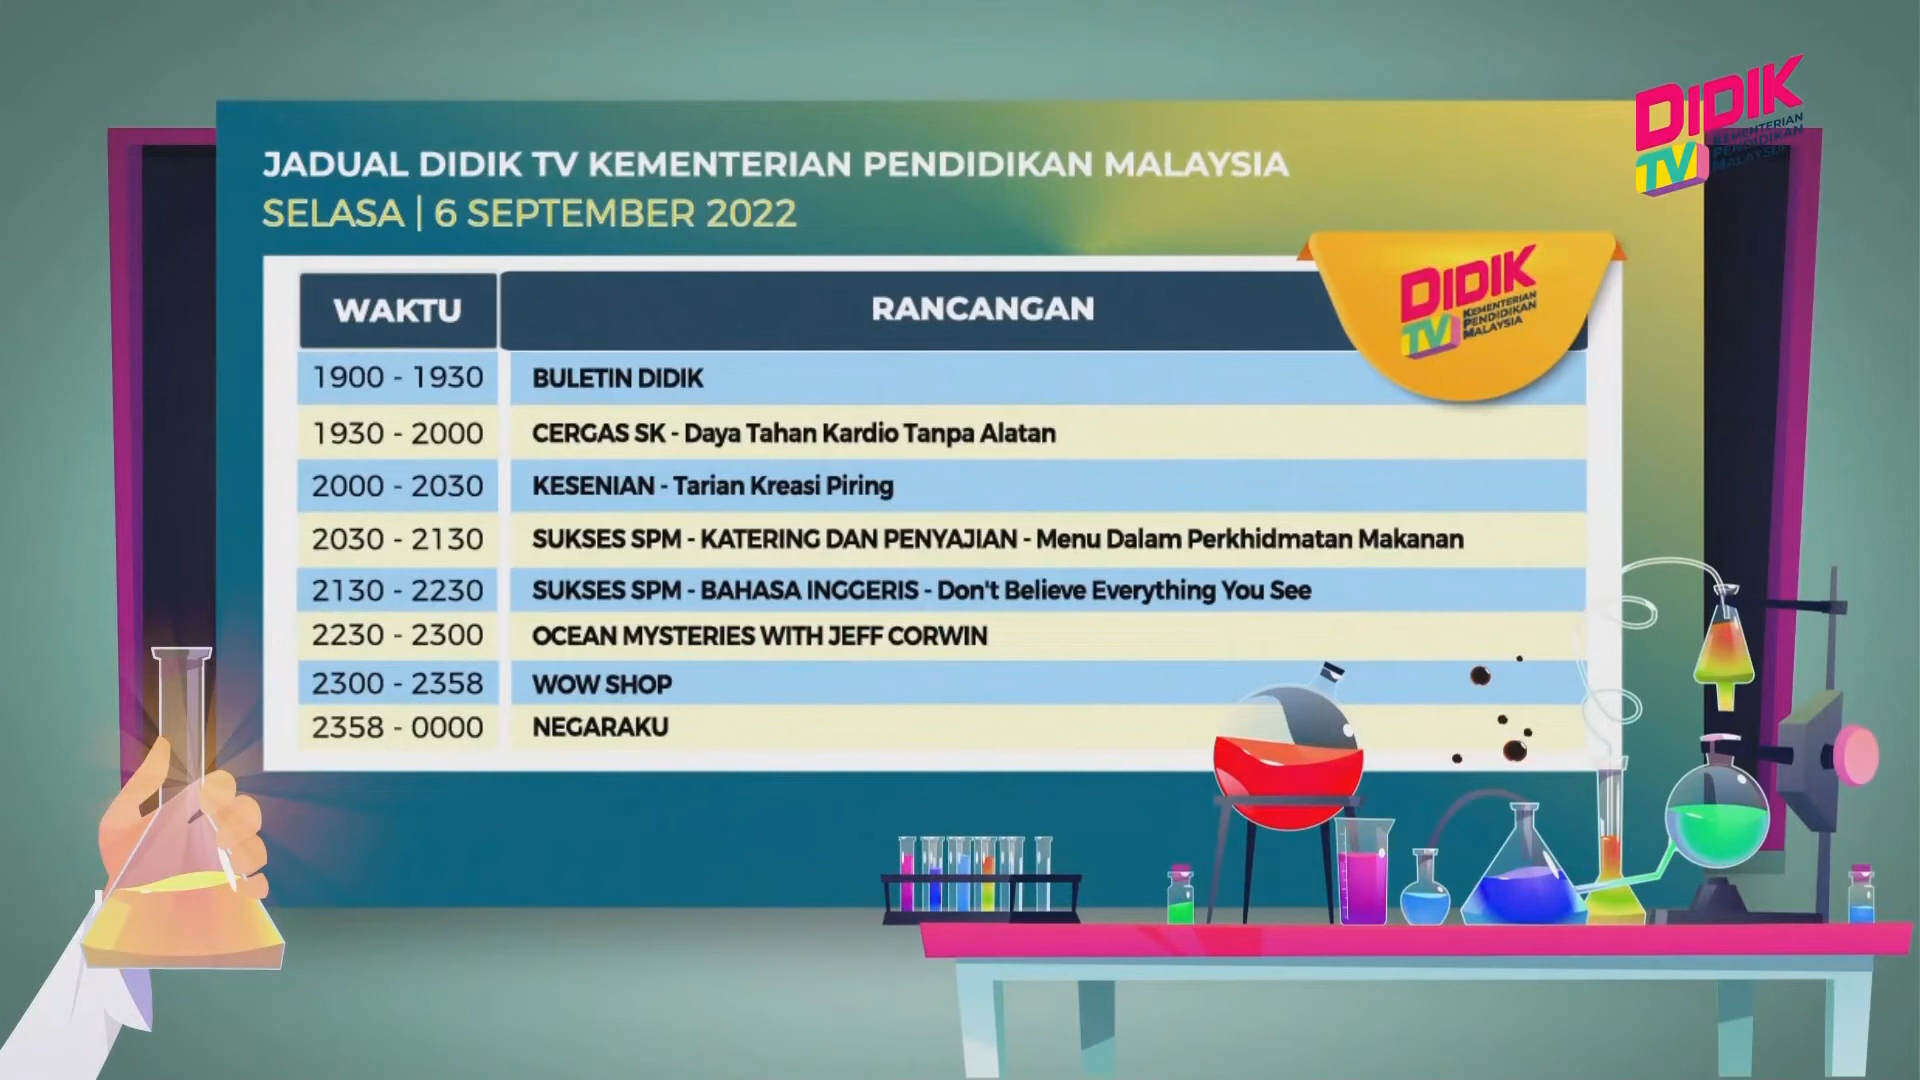 JADUAL DIDIK TV KEMENTERIAN PENDIDIKAN MALAYSIA
SELASA | 6 SEPTEMBER 2022
DIDIK
TV
KEMENTERIAN
PENDIDIKAN
MALAYSIA
WAKTU RANCANGAN
DIDIK
TV
KEMENTERIAN
PENDIDIKAN
MALAYSIA
1900 - 1930 BULETIN DIDIK
1930 - 2000 CERGAS SK - Daya Tahan Kardio Tanpa Alatan
2000 - 2030 KESENIAN - Tarian Kreasi Piring
2030 - 2130 SUKSES SPM - KATERING DAN PENYAJIAN - Menu Dalam Perkhidmatan Makanan
2130 - 2230 SUKSES SPM - BAHASA INGGERIS - Don't Believe Everything You See
2230 - 2300 OCEAN MYSTERIES WITH JEFF CORWIN
2300 - 2358 WOW SHOP
2358 - 0000 NEGARAKU